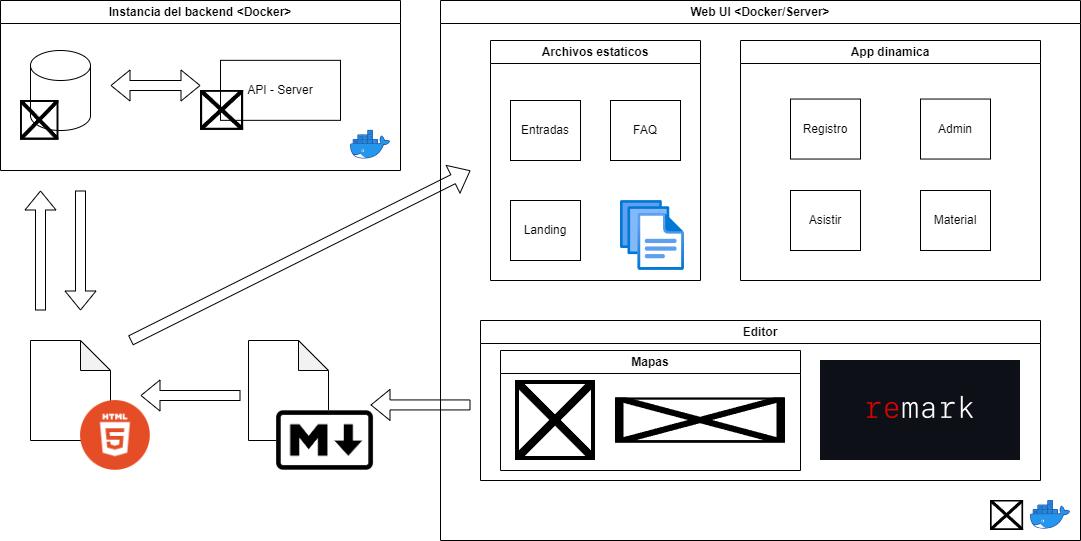 Instancia del backend <Docker>
API - Server
Web UI <Docker/Server>
Archivos estaticos
Entradas
FAQ
Landing
App dinamica
Registro
Admin
Asistir
Material
Editor
Mapas
remark
HTML
5
M